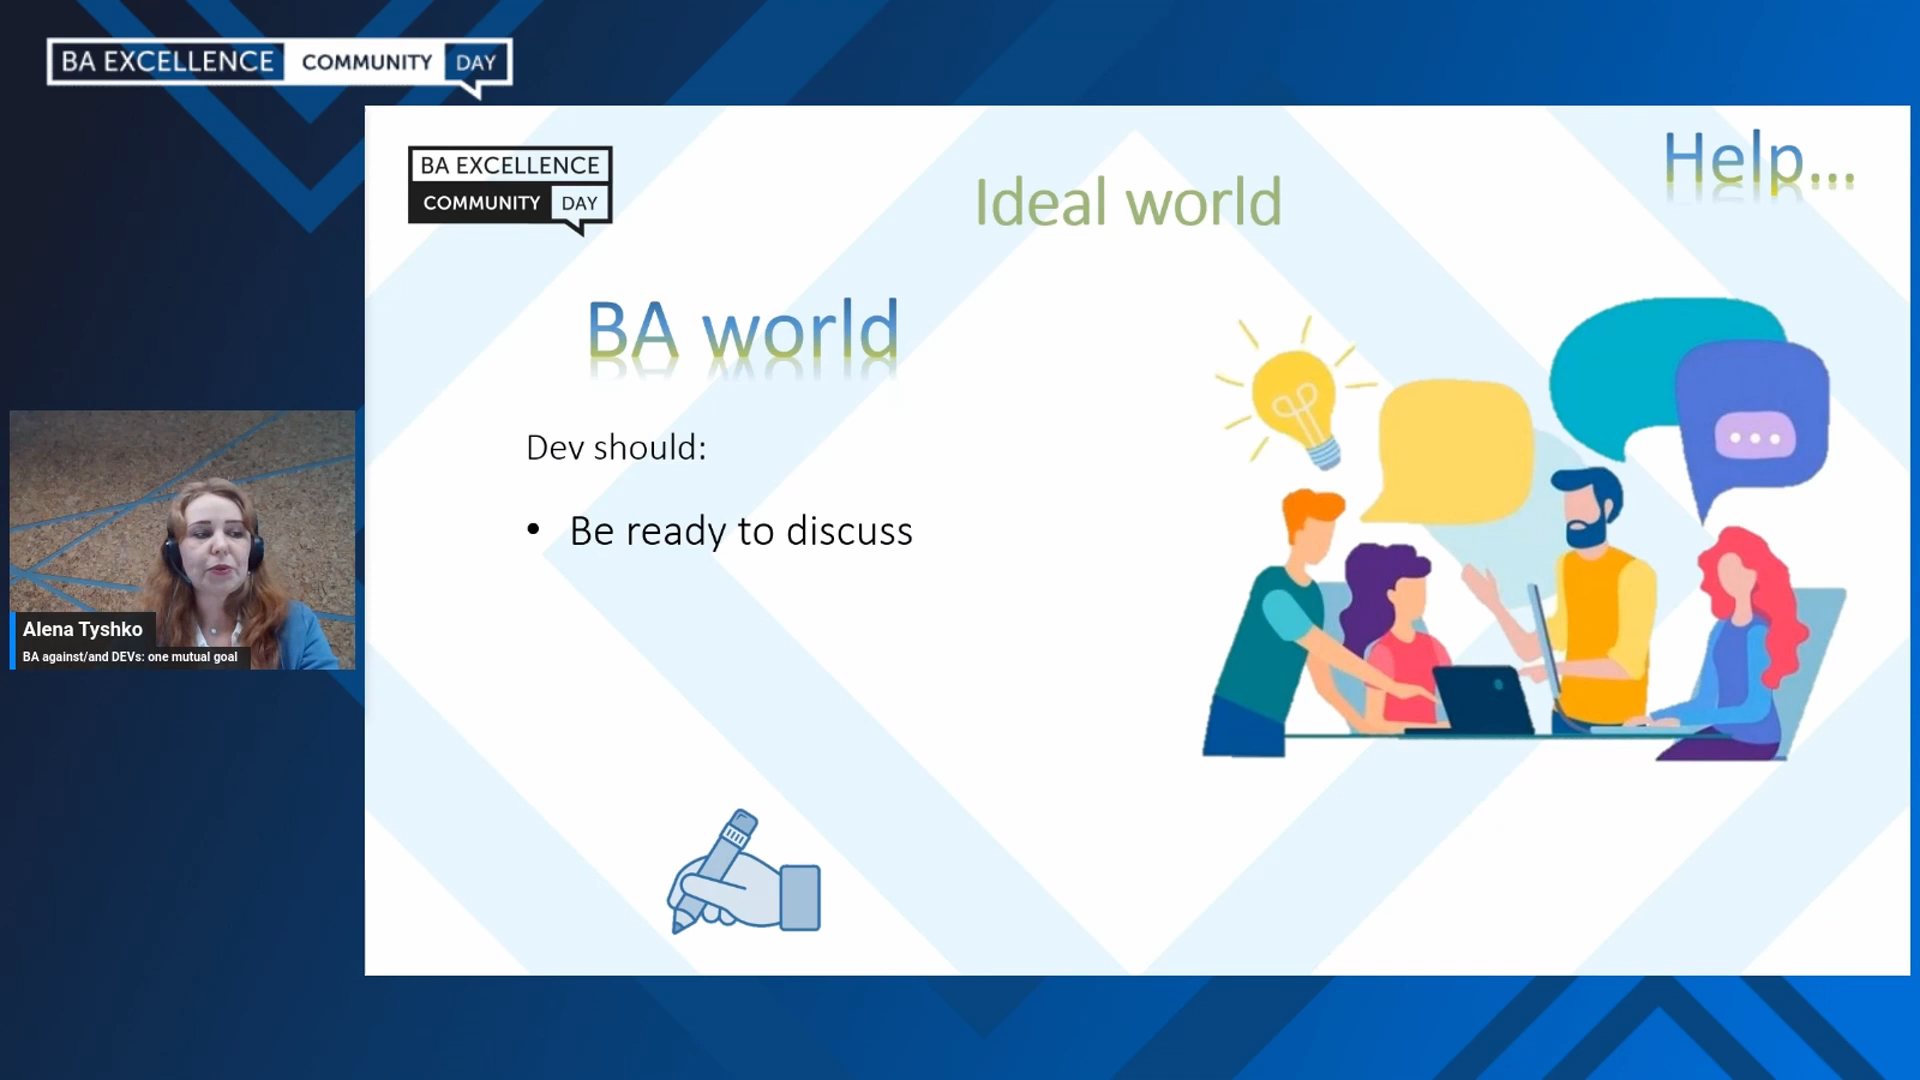 BA EXCELLENCE COMMUNITY DAY
BA EXCELLENCE
COMMUNITY DAY
Help...
Ideal world
BA world
Dev should:
• Be ready to discuss
Alena Tyshko
BA against/and DEVs: one mutual goal